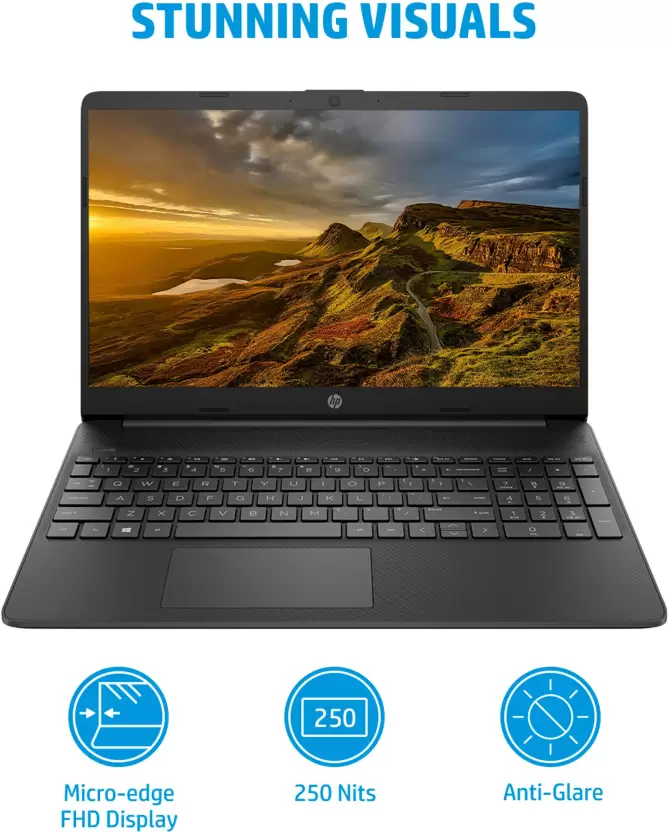 STUNNING VISUALS
hp
250
Micro-edge
FHD Display
250 Nits
Anti-Glare